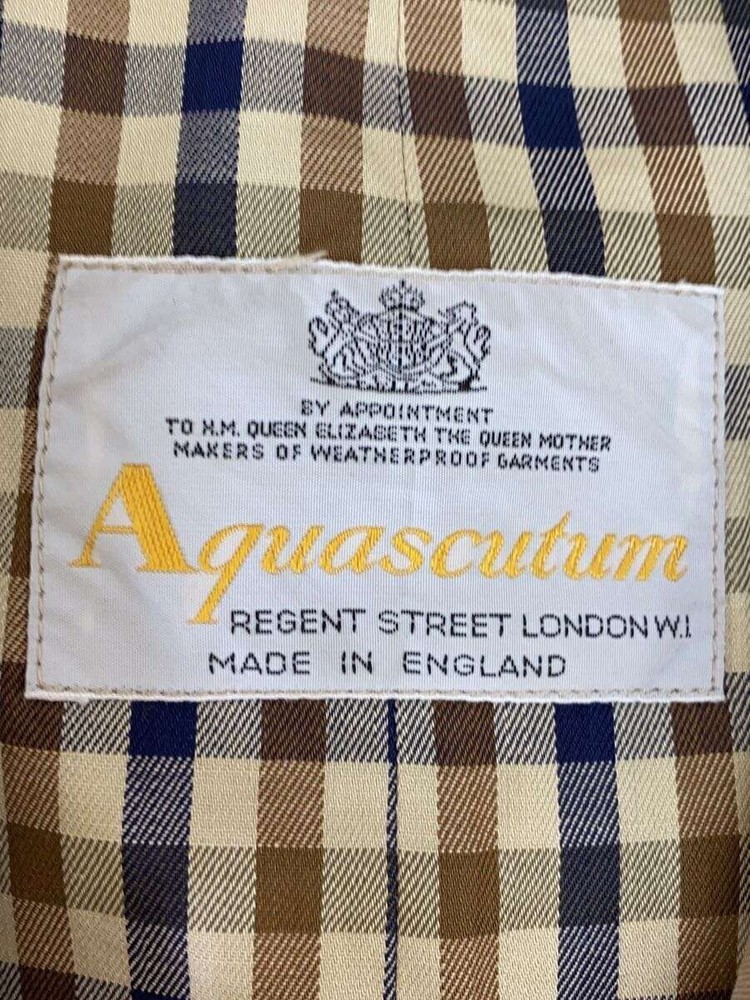 BY APPOINTMENT
TO H.M. QUEEN ELIZABETH THE QUEEN MOTHER
MAKERS OF WEATHERPROOF GARMENTS
Aquascutum
REGENT STREET LONDON W.1
MADE IN ENGLAND